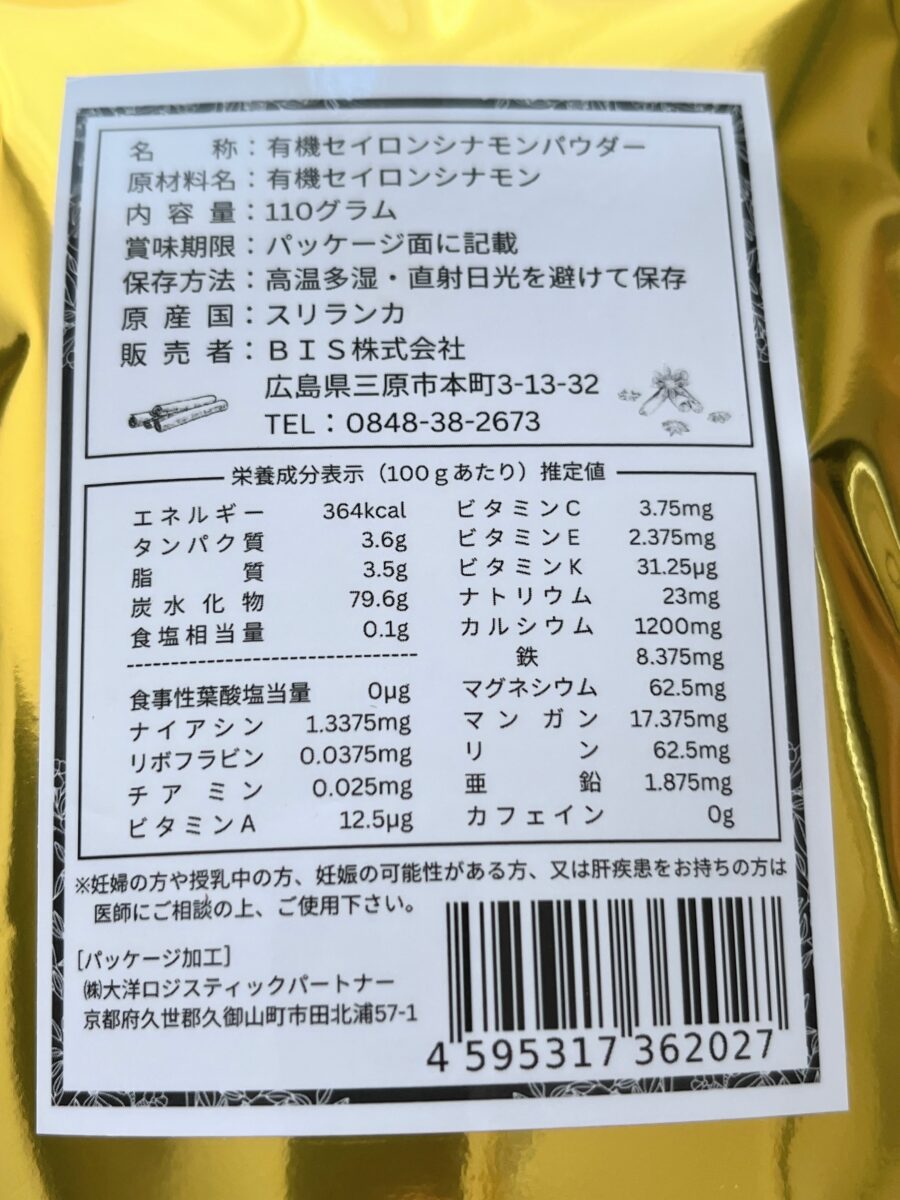 名称：有機セイロンシナモンパウダー
原材料名：有機セイロンシナモン
内容量：110グラム
賞味期限：パッケージ面に記載
保存方法：高温多湿・直射日光を避けて保存
原産国：スリランカ
販売者：ＢＩＳ株式会社
広島県三原市本町3-13-32
TEL：0848-38-2673
栄養成分表示（100ｇあたり）推定値
エネルギー 364kcal
タンパク質 3.6g
脂質 3.5g
炭水化物 79.6g
食塩相当量 0.1g
食事性葉酸塩当量 0μg
ナイアシン 1.3375mg
リボフラビン 0.0375mg
チアミン 0.025mg
ビタミンA 12.5μg
ビタミンC 3.75mg
ビタミンE 2.375mg
ビタミンK 31.25μg
ナトリウム 23mg
カルシウム 1200mg
鉄 8.375mg
マグネシウム 62.5mg
マンガン 17.375mg
リン 62.5mg
亜鉛 1.875mg
カフェイン 0g
※妊婦の方や授乳中の方、妊娠の可能性がある方、又は肝疾患をお持ちの方は
医師にご相談の上、ご使用下さい。
［パッケージ加工］
㈱大洋ロジスティックパートナー
京都府久世郡久御山町市田北浦57-1
4 595317 362027